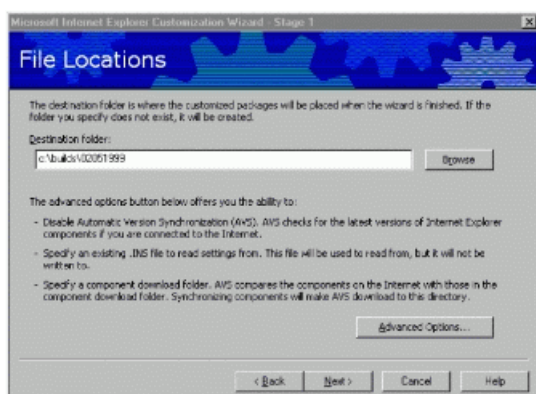 Microsoft Internet Explorer Customization Wizard - Stage 1
File Locations
The destination folder is where the customized packages will be placed when the wizard is finished. If the
folder you specify does not exist, it will be created.
Destination folder:
c:\builds\02051999
Browse
The advanced options button below offers you the ability to:
- Disable Automatic Version Synchronization (AVS). AVS checks for the latest versions of Internet Explorer
components if you are connected to the Internet.
- Specify an existing .INS file to read settings from. This file will be used to read from, but it will not be
written to.
- Specify a component download folder. AVS compares the components on the Internet with those in the
component download folder. Synchronizing components will make AVS download to this directory.
Advanced Options...
< Back
Next >
Cancel
Help